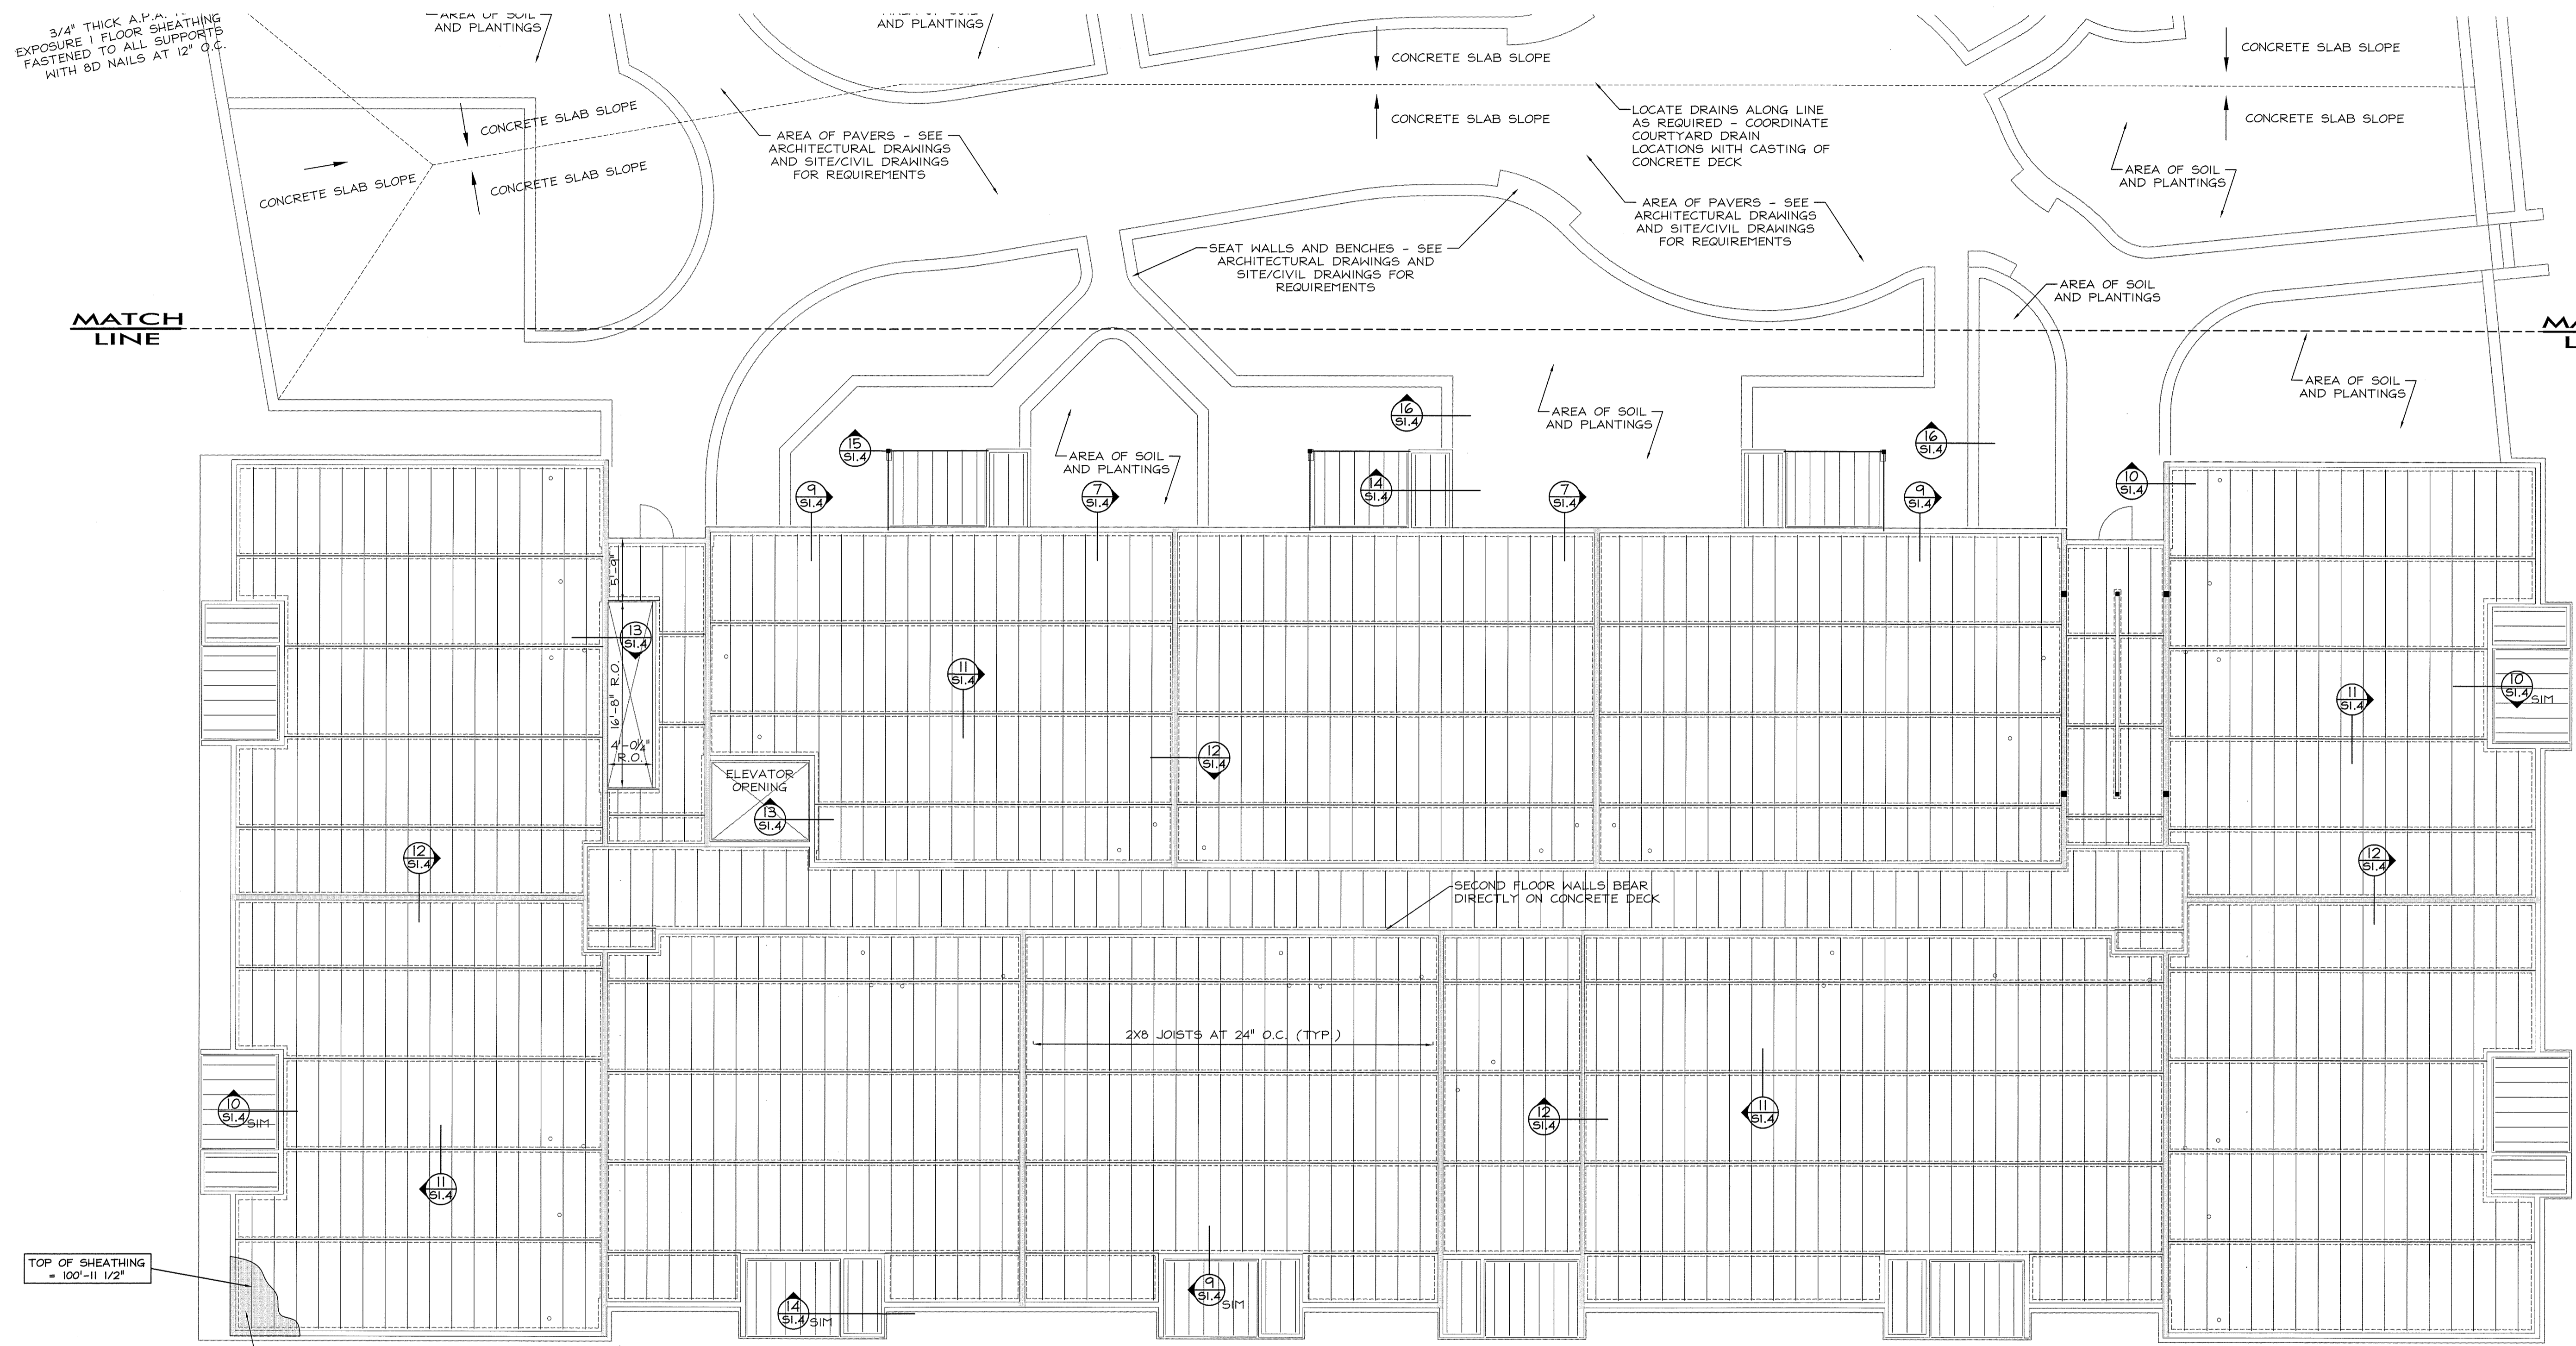 3/4" THICK A.P.A.
EXPOSURE 1 FLOOR SHEATHING
FASTENED TO ALL SUPPORTS
WITH 8D NAILS AT 12" O.C.
AREA OF SOIL
AND PLANTINGS
AREA OF SOIL
AND PLANTINGS
CONCRETE SLAB SLOPE
CONCRETE SLAB SLOPE
CONCRETE SLAB SLOPE
CONCRETE SLAB SLOPE
CONCRETE SLAB SLOPE
CONCRETE SLAB SLOPE
CONCRETE SLAB SLOPE
AREA OF PAVERS - SEE
ARCHITECTURAL DRAWINGS
AND SITE/CIVIL DRAWINGS
FOR REQUIREMENTS
LOCATE DRAINS ALONG LINE
AS REQUIRED - COORDINATE
COURTYARD DRAIN
LOCATIONS WITH CASTING OF
CONCRETE DECK
AREA OF SOIL
AND PLANTINGS
AREA OF PAVERS - SEE
ARCHITECTURAL DRAWINGS
AND SITE/CIVIL DRAWINGS
FOR REQUIREMENTS
SEAT WALLS AND BENCHES - SEE
ARCHITECTURAL DRAWINGS AND
SITE/CIVIL DRAWINGS FOR
REQUIREMENTS
AREA OF SOIL
AND PLANTINGS
MATCH
LINE
AREA OF SOIL
AND PLANTINGS
AREA OF SOIL
AND PLANTINGS
AREA OF SOIL
AND PLANTINGS
16
S1.4
15
S1.4
16
S1.4
14
S1.4
10
S1.4
9
S1.4
7
S1.4
7
S1.4
9
S1.4
5'-9"
13
S1.4
16'-8" R.O.
4'-0¼"
R.O.
11
S1.4
10
S1.4
SIM
11
S1.4
12
S1.4
ELEVATOR
OPENING
13
S1.4
12
S1.4
12
S1.4
SECOND FLOOR WALLS BEAR
DIRECTLY ON CONCRETE DECK
2X8 JOISTS AT 24" O.C. (TYP.)
10
S1.4
SIM
12
S1.4
11
S1.4
11
S1.4
TOP OF SHEATHING
= 100'-11 1/2"
9
S1.4
SIM
14
S1.4
SIM